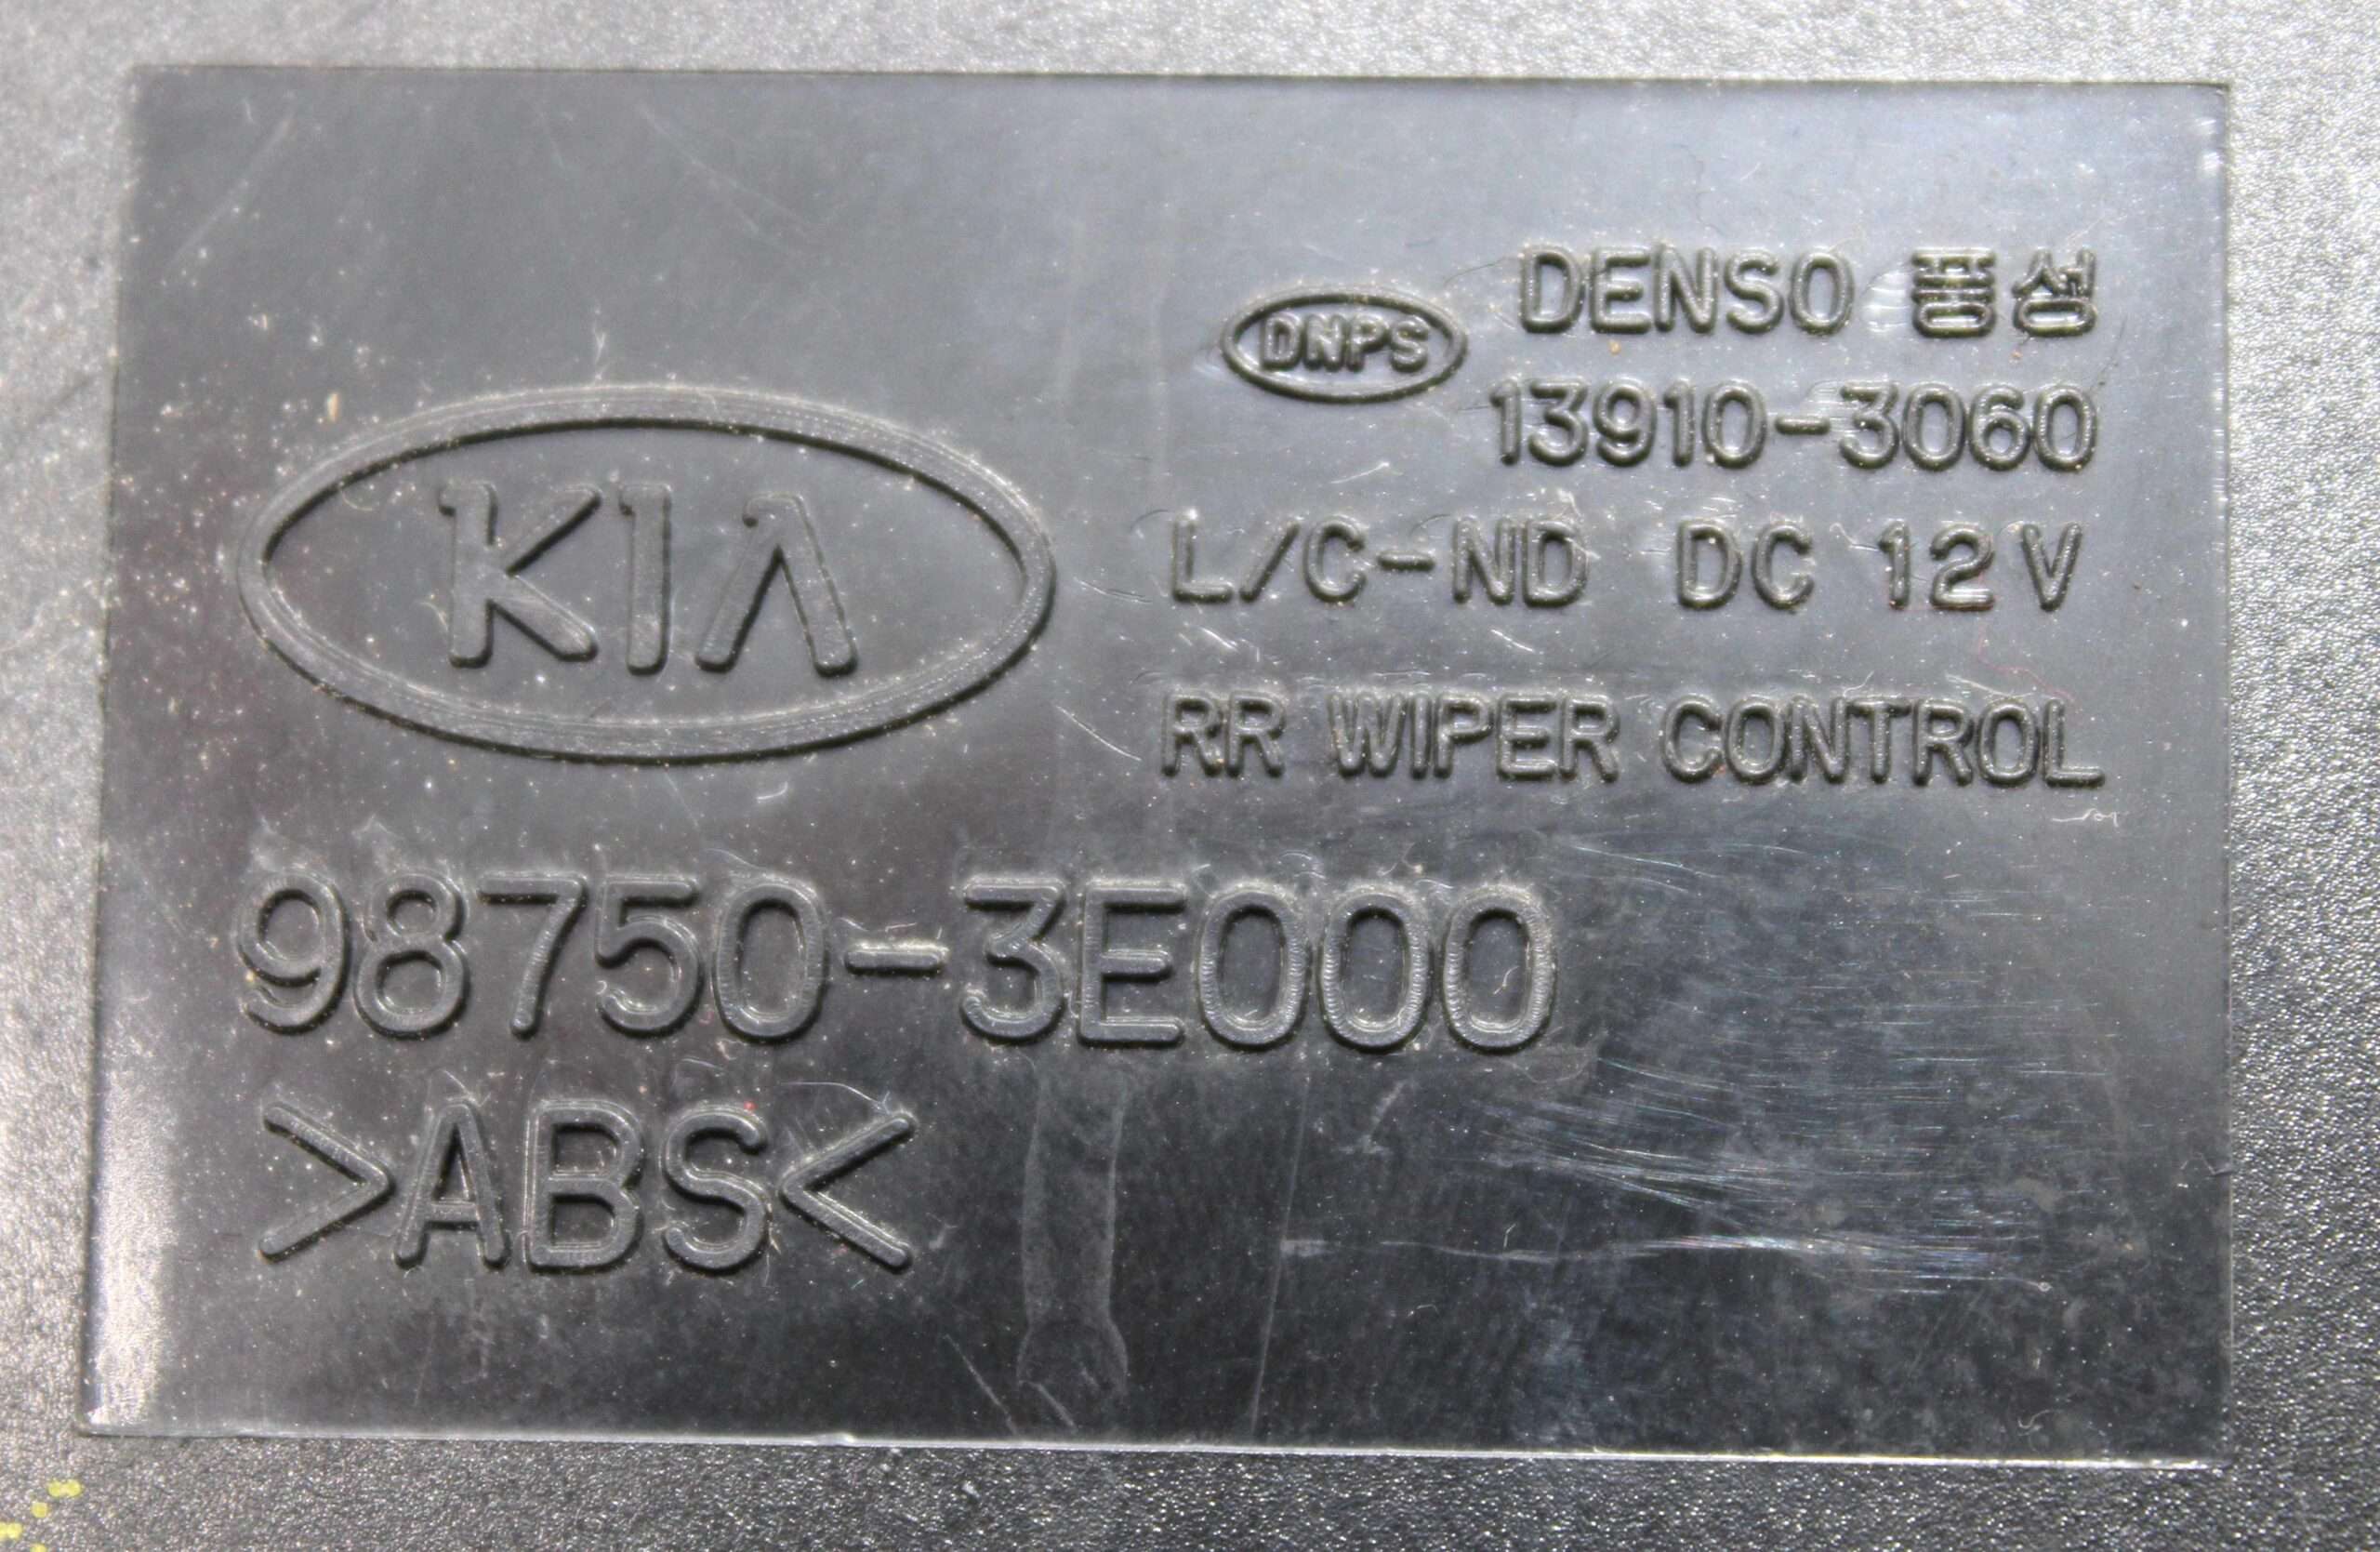 DNPS
DENSO 풍성
13910-3060
KIA
L/C-ND DC 12V
RR WIPER CONTROL
98750-3E000
>ABS<